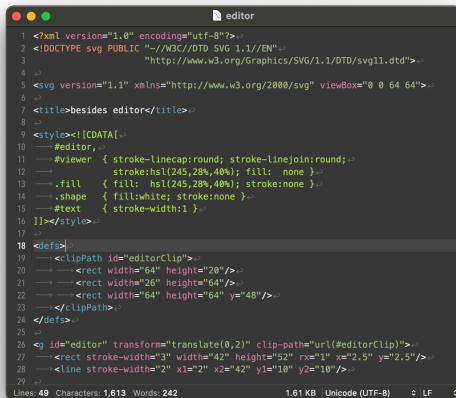 editor
1 <?xml version="1.0" encoding="utf-8"?>
2 <!DOCTYPE svg PUBLIC "-//W3C//DTD SVG 1.1//EN"
3 "http://www.w3.org/Graphics/SVG/1.1/DTD/svg11.dtd">
4
5 <svg version="1.1" xmlns="http://www.w3.org/2000/svg" viewBox="0 0 64 64">
6
7 <title>besides editor</title>
8
9 <style><![CDATA[
10 #editor,
11 #viewer { stroke-linecap:round; stroke-linejoin:round;
12 stroke:hsl(245,28%,40%); fill: none }
13 .fill { fill: hsl(245,28%,40%); stroke:none }
14 .shape { fill:white; stroke:none }
15 #text { stroke-width:1 }
16 ]]></style>
17
18 <defs>
19 <clipPath id="editorClip">
20 <rect width="64" height="20"/>
21 <rect width="26" height="64"/>
22 <rect width="64" height="64" y="48"/>
23 </clipPath>
24 </defs>
25
26 <g id="editor" transform="translate(0,2)" clip-path="url(#editorClip)">
27 <rect stroke-width="3" width="42" height="52" rx="1" x="2.5" y="2.5"/>
28 <line stroke-width="2" x1="2" x2="42" y1="10" y2="10"/>
29
Lines: 49 Characters: 1,613 Words: 242 1.61 KB Unicode (UTF-8) LF